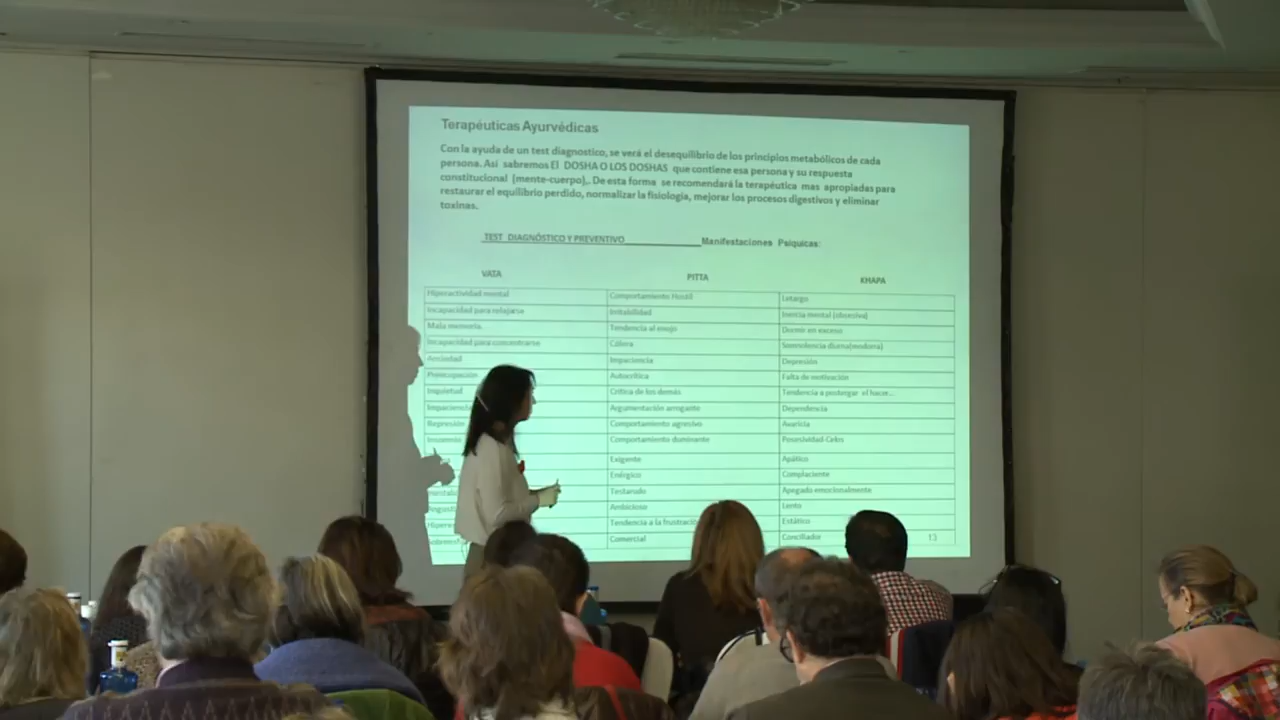 Terapéuticas Ayurvédicas
Con la ayuda de un test diagnostico, se verá el desequilibrio de los principios metabólicos de cada
persona. Así sabremos El DOSHA O LOS DOSHAS que contiene esa persona y su respuesta
constitucional (mente-cuerpo),. De esta forma se recomendará la terapéutica mas apropiadas para
restaurar el equilibrio perdido, normalizar la fisiología, mejorar los procesos digestivos y eliminar
toxinas.
TEST DIAGNÓSTICO Y PREVENTIVO Manifestaciones Psíquicas:
VATA PITTA KHAPA
Hiperactividad mental Comportamiento Hostil Letargo
Incapacidad para relajarse Irritabilidad Inercia mental (obsesiva)
Mala memoria. Tendencia al enojo Dormir en exceso
Incapacidad para concentrarse Cólera Somnolencia diurna(modorra)
Ansiedad Impaciencia Depresión
Preocupación Autocrítica Falta de motivación
Inquietud Crítica de los demás Tendencia a postergar el hacer...
Impaciencia Argumentación arrogante Dependencia
Represión Comportamiento agresivo Avaricia
Insomnio Comportamiento dominante Posesividad-Celos
Exigente Apático
Enérgico Complaciente
Testarudo Apegado emocionalmente
Ambicioso Lento
Tendencia a la frustració Estático
Comercial Conciliador 13